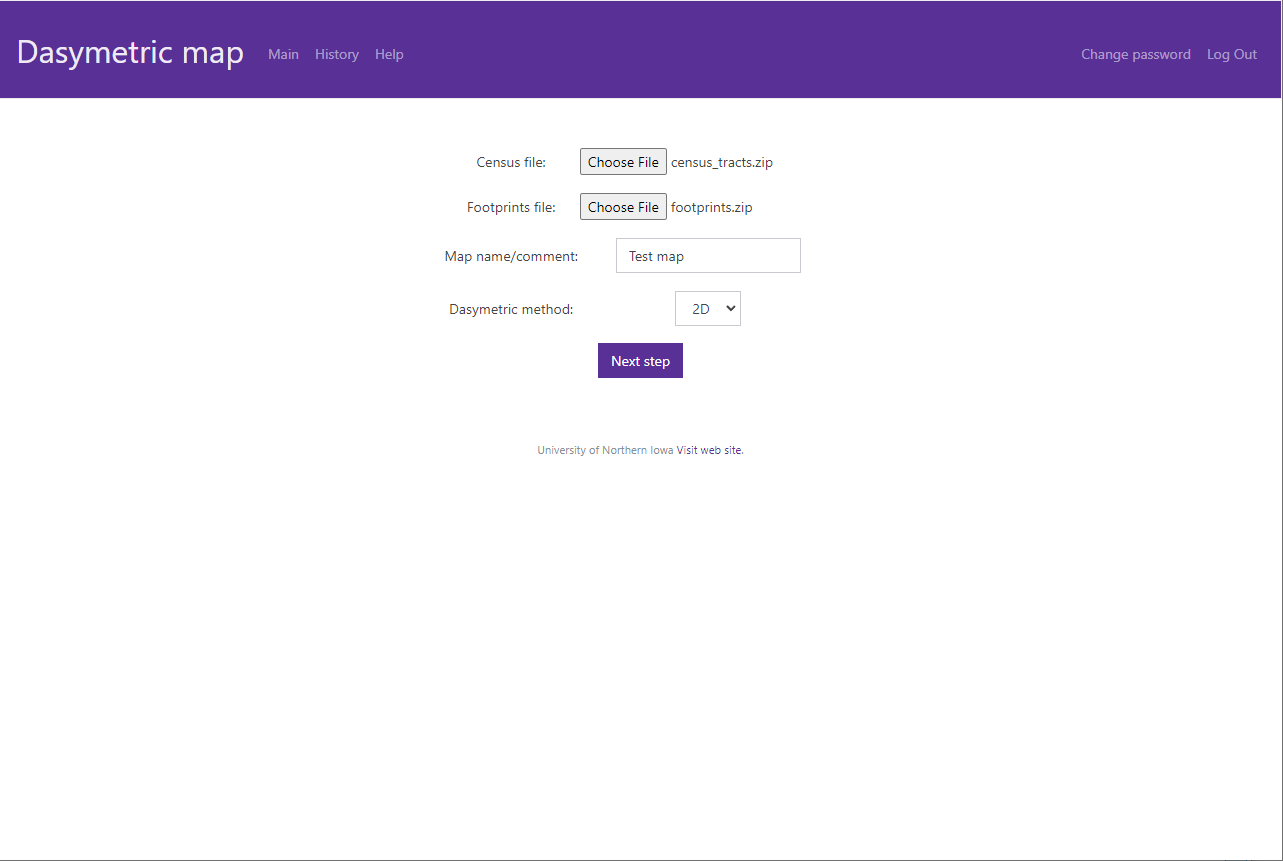 Dasymetric map Main History Help Change password Log Out
Census file: Choose File census_tracts.zip
Footprints file: Choose File footprints.zip
Map name/comment: Test map
Dasymetric method: 2D
Next step
University of Northern Iowa Visit web site.